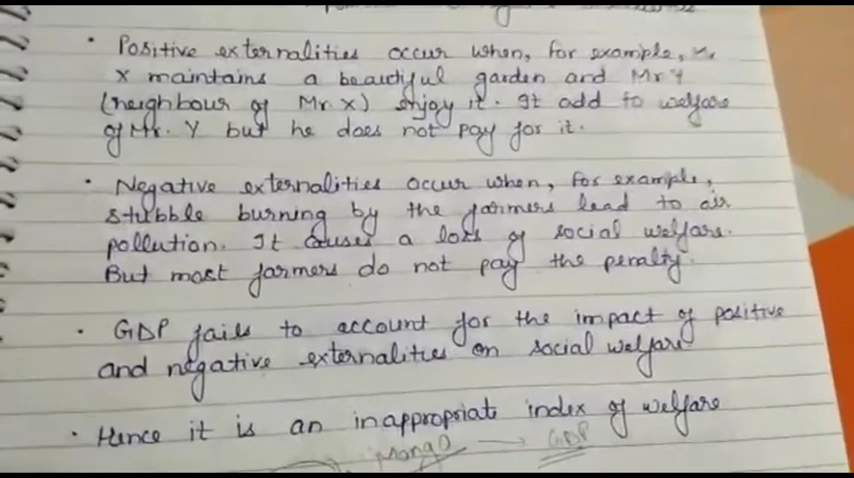 • Positive externalities occur when, for example, Mr
X maintains a beautiful garden and Mr Y
(neighbour of Mr X) enjoy it. It add to welfare
of Mr. Y but he does not pay for it.
• Negative externalities occur when, for example,
stubble burning by the farmers lead to air
pollution. It causes a loss of social welfare.
But most farmers do not pay the penalty.
• GDP fails to account for the impact of positive
and negative externalities on social welfare
• Hence it is an inappropriate index of welfare
Mango → GDP